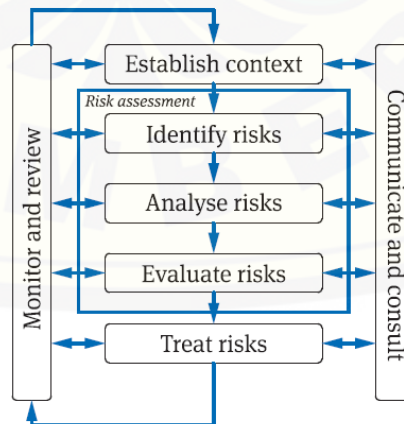 Establish context
Risk assessment
Identify risks
Analyse risks
Evaluate risks
Treat risks
Monitor and review
Communicate and consult